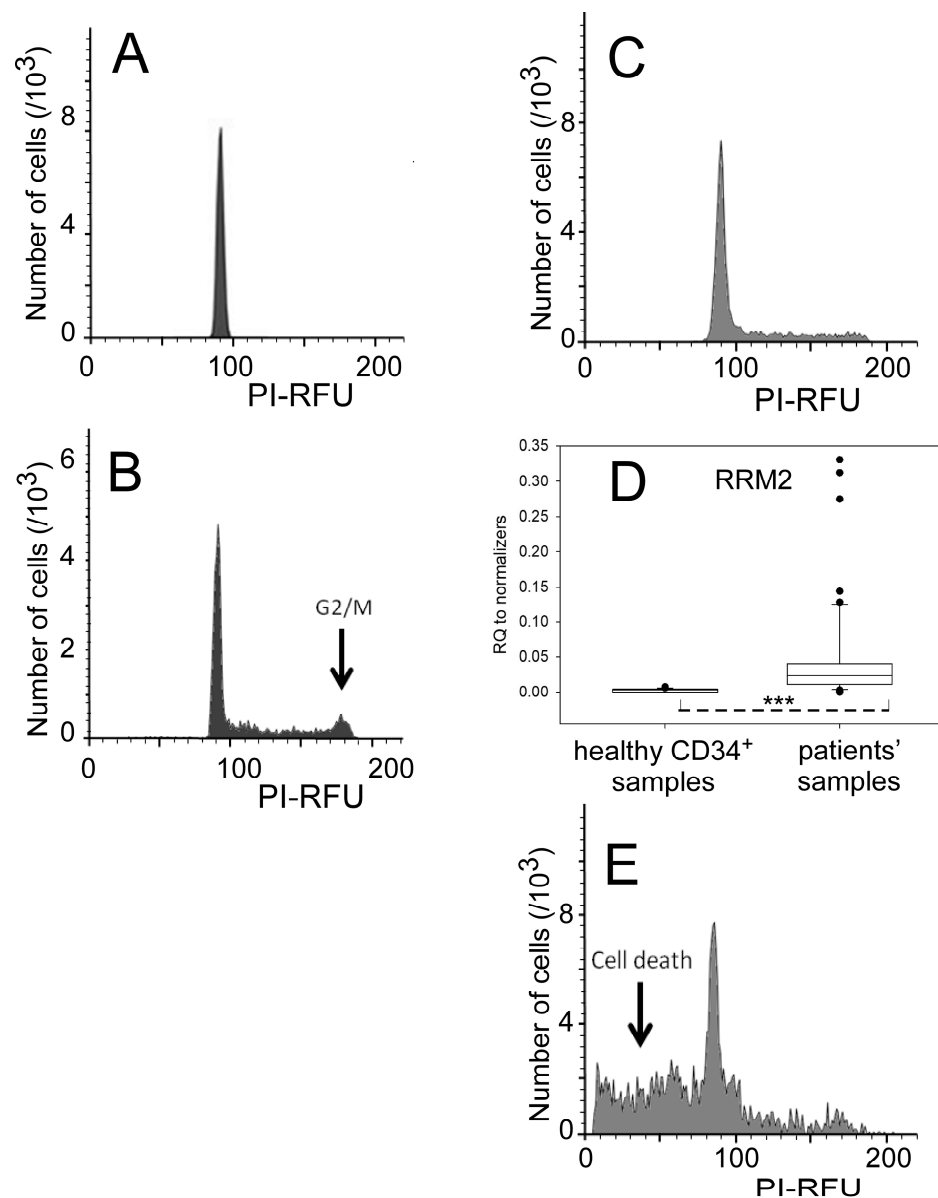 A
Number of cells (/10³)
8
4
0
0 100 200
PI-RFU
C
Number of cells (/10³)
8
4
0
0 100 200
PI-RFU
B
Number of cells (/10³)
6
4
2
0
G2/M
0 100 200
PI-RFU
D
RRM2
RQ to normalizers
0.35
0.30
0.25
0.20
0.15
0.10
0.05
0.00
***
healthy CD34⁺
samples
patients’
samples
E
Number of cells (/10³)
8
4
0
Cell death
0 100 200
PI-RFU